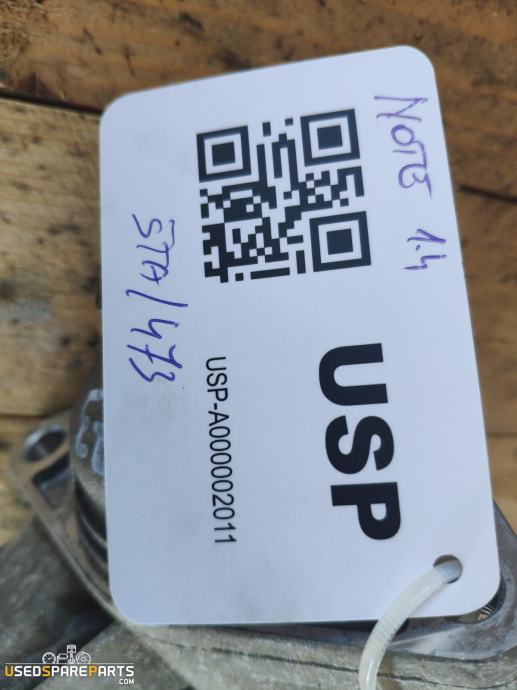 NOTE 1.4
USP
USP-A000002011
STA/473
USEDSPAREPARTS
.COM